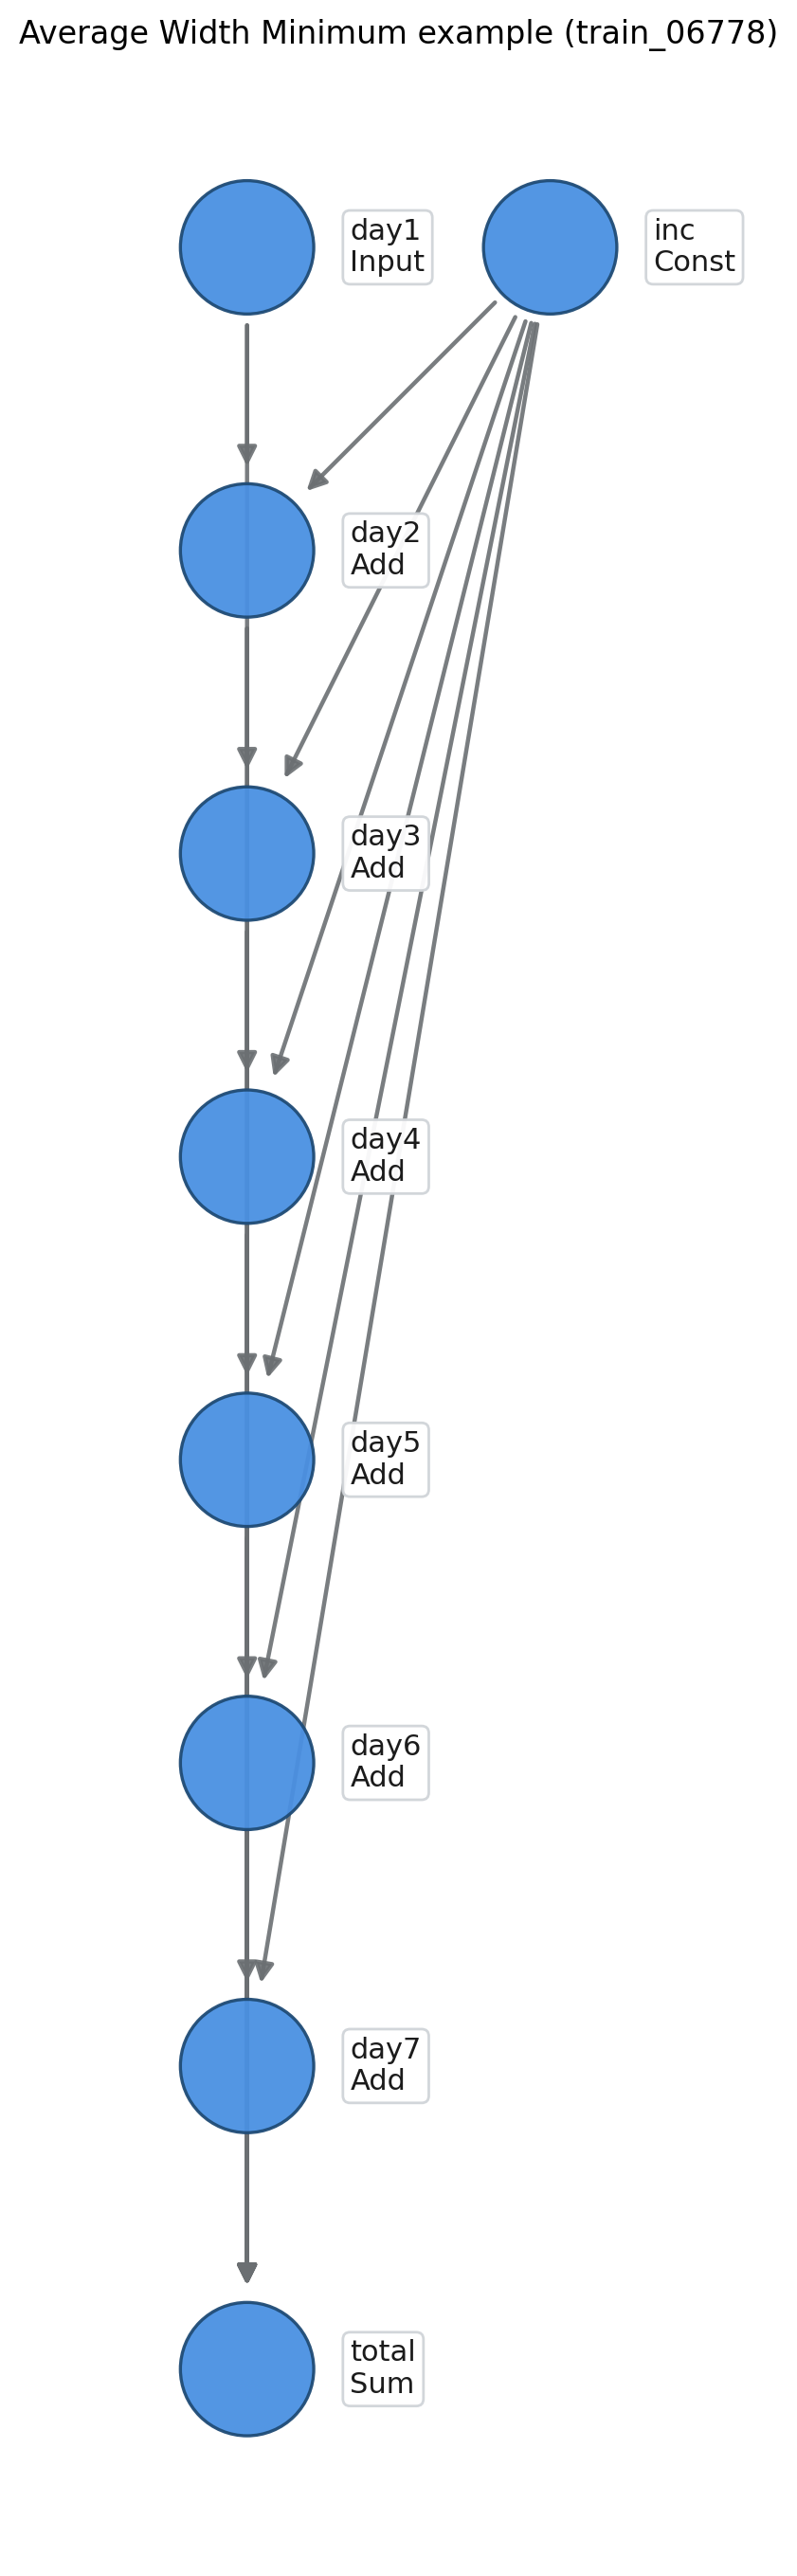 Average Width Minimum example (train_06778)
day1
Input
inc
Const
day2
Add
day3
Add
day4
Add
day5
Add
day6
Add
day7
Add
total
Sum